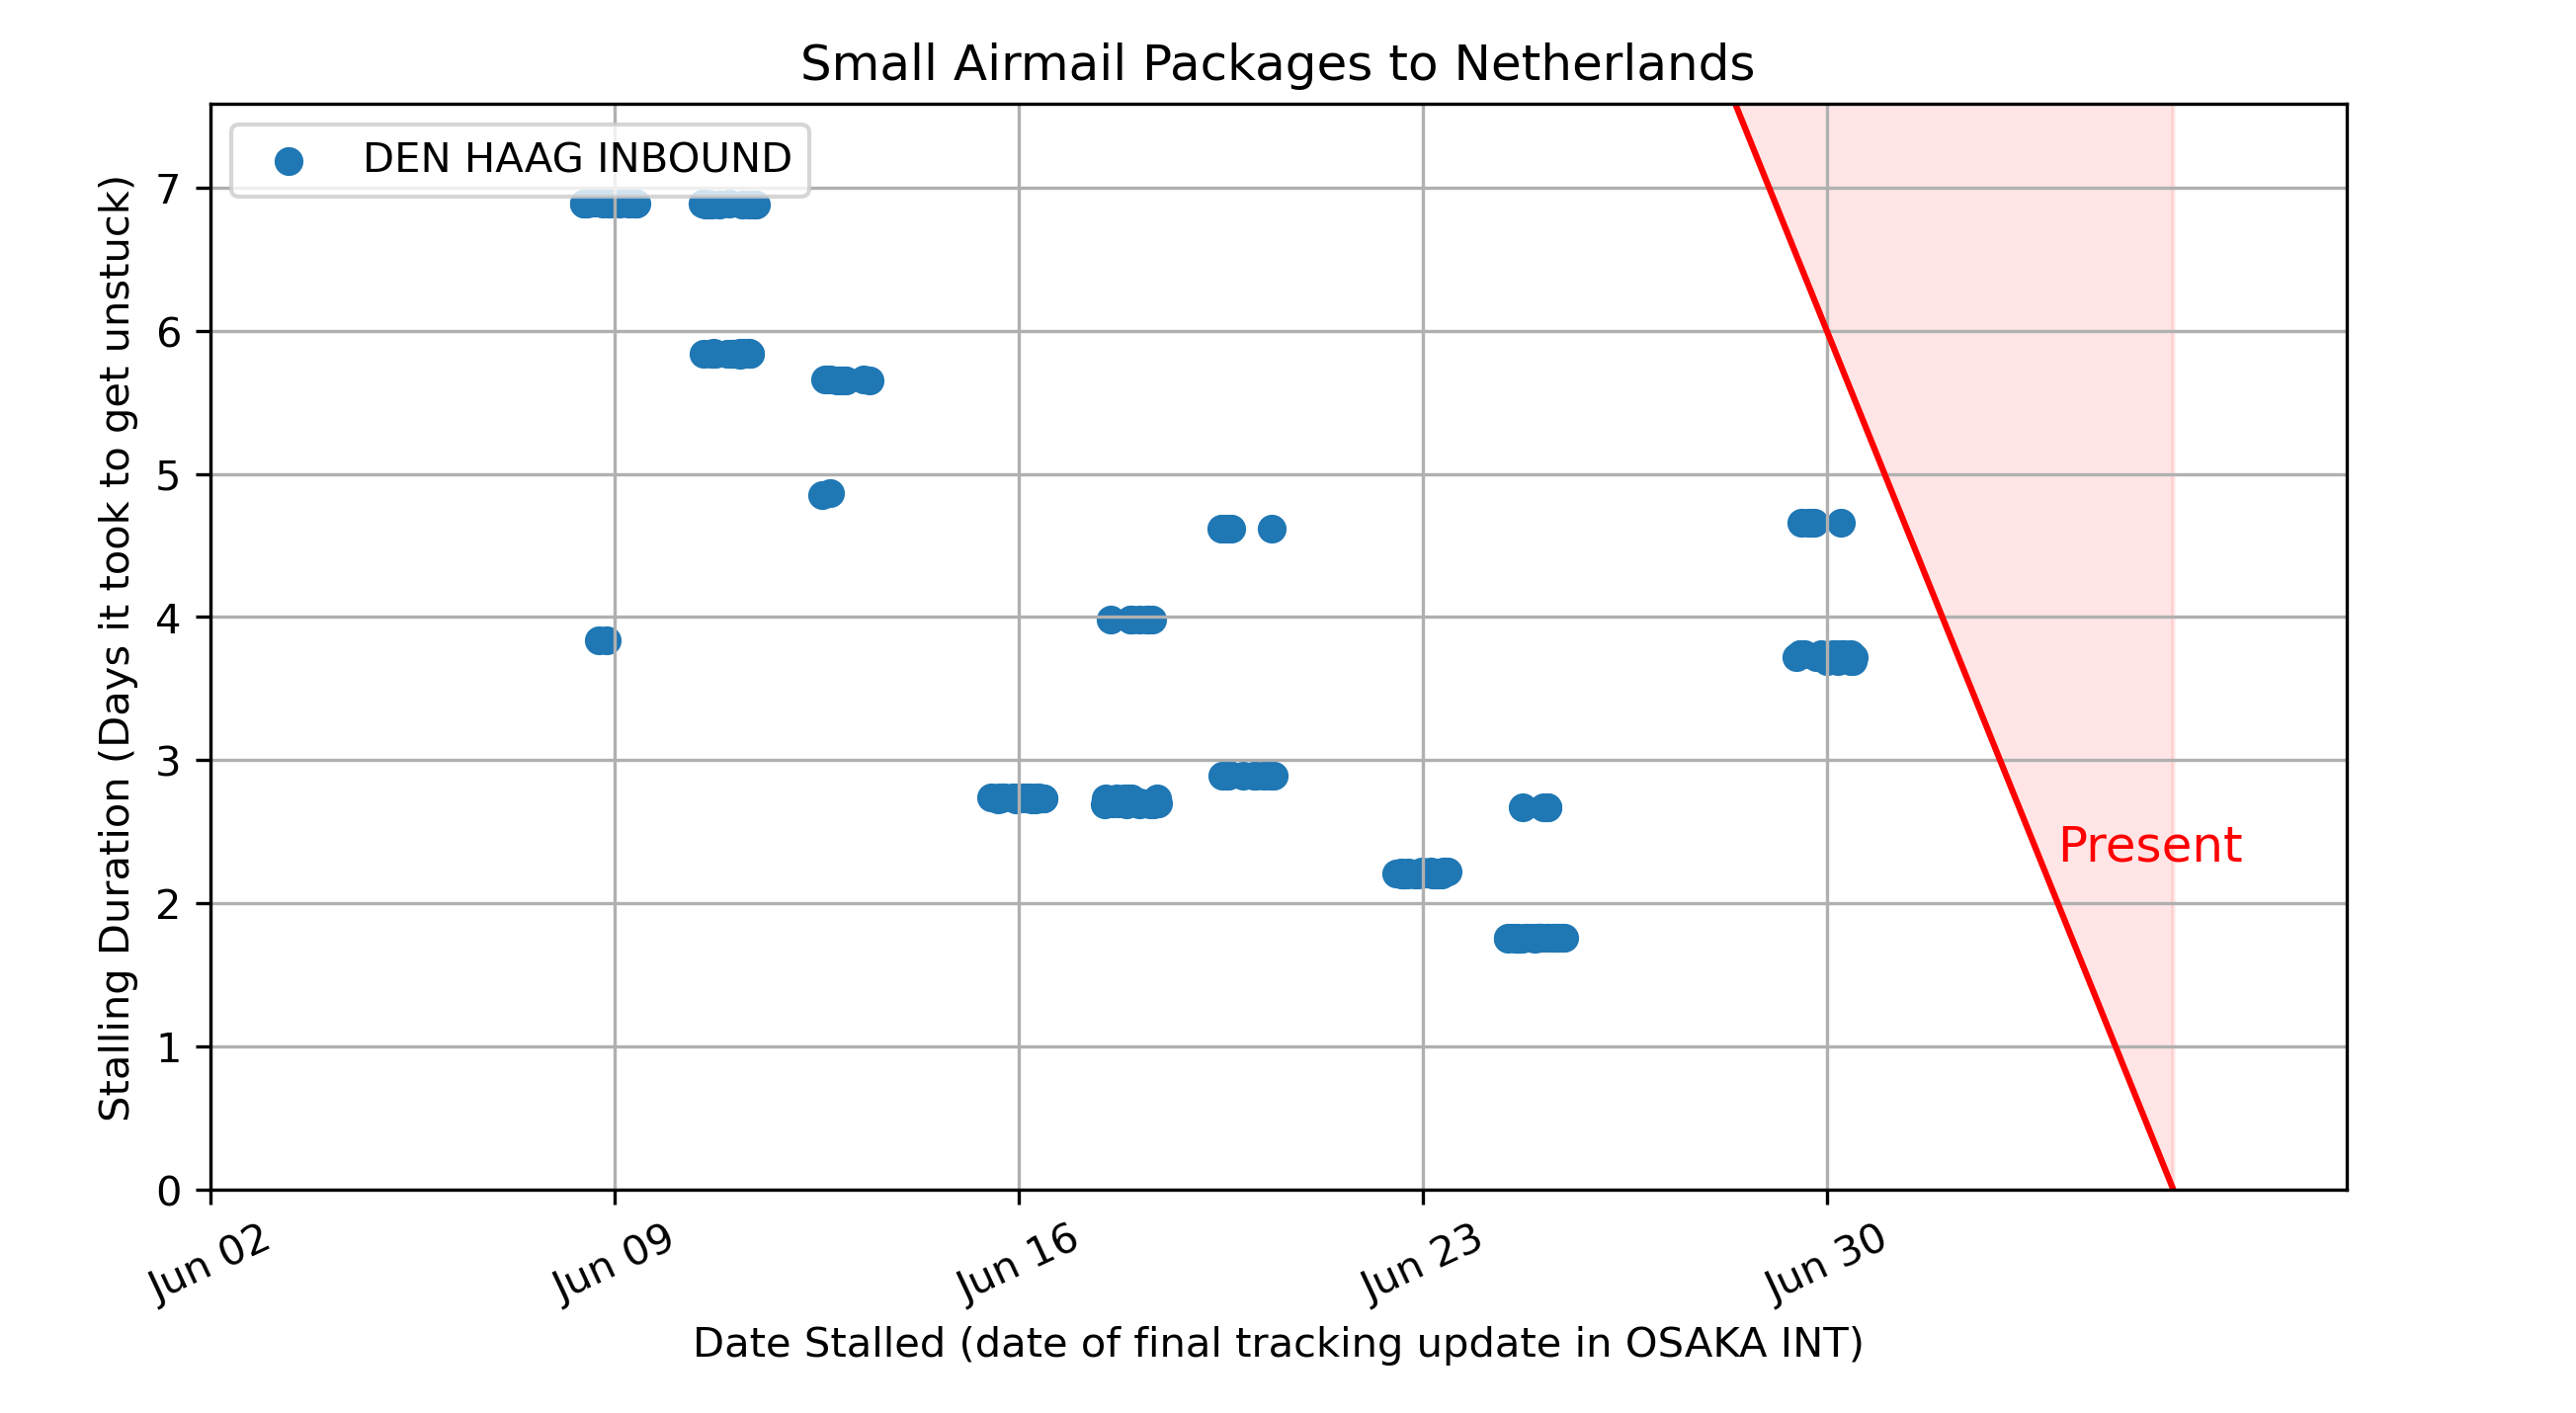 Small Airmail Packages to Netherlands
DEN HAAG INBOUND
Stalling Duration (Days it took to get unstuck)
7
6
5
4
3
2
1
0
Present
Jun 02
Jun 09
Jun 16
Jun 23
Jun 30
Date Stalled (date of final tracking update in OSAKA INT)